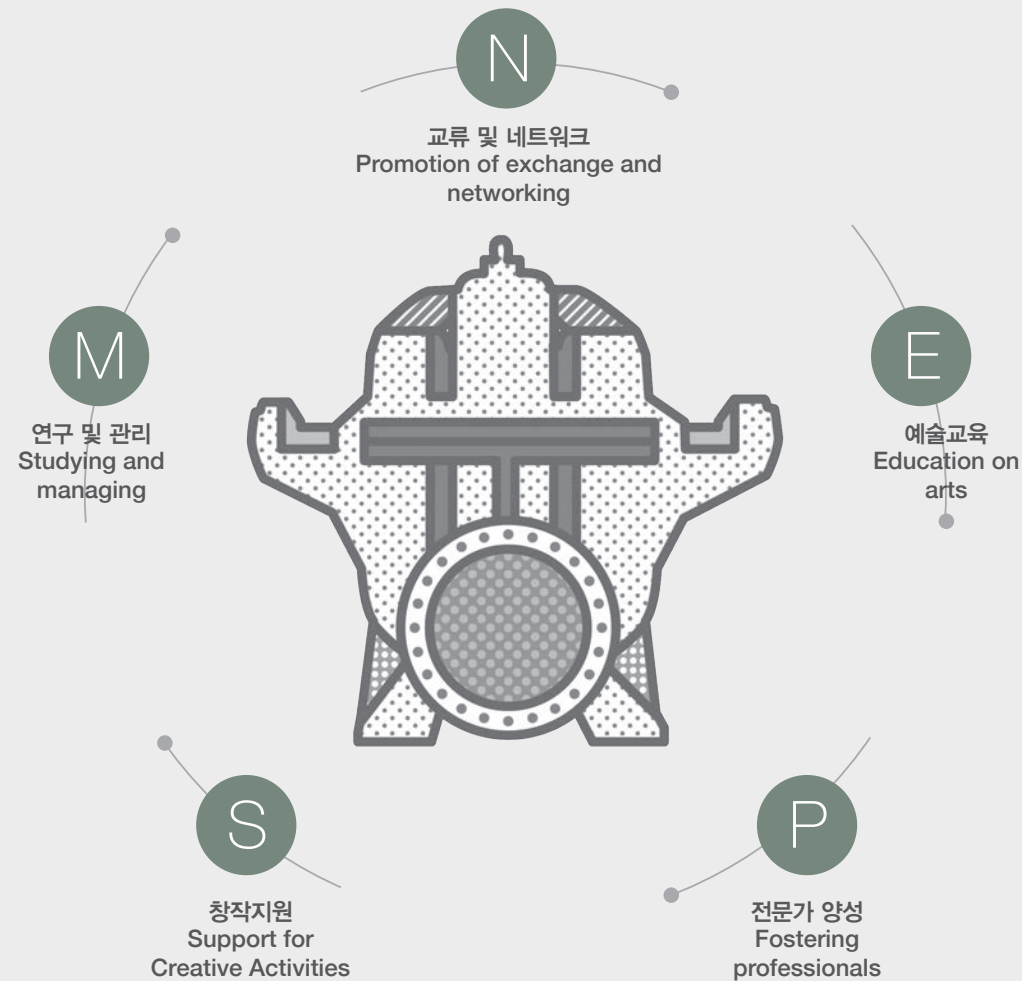 N
교류 및 네트워크
Promotion of exchange and
networking
M
연구 및 관리
Studying and
managing
E
예술교육
Education on
arts
S
창작지원
Support for
Creative Activities
P
전문가 양성
Fostering
professionals